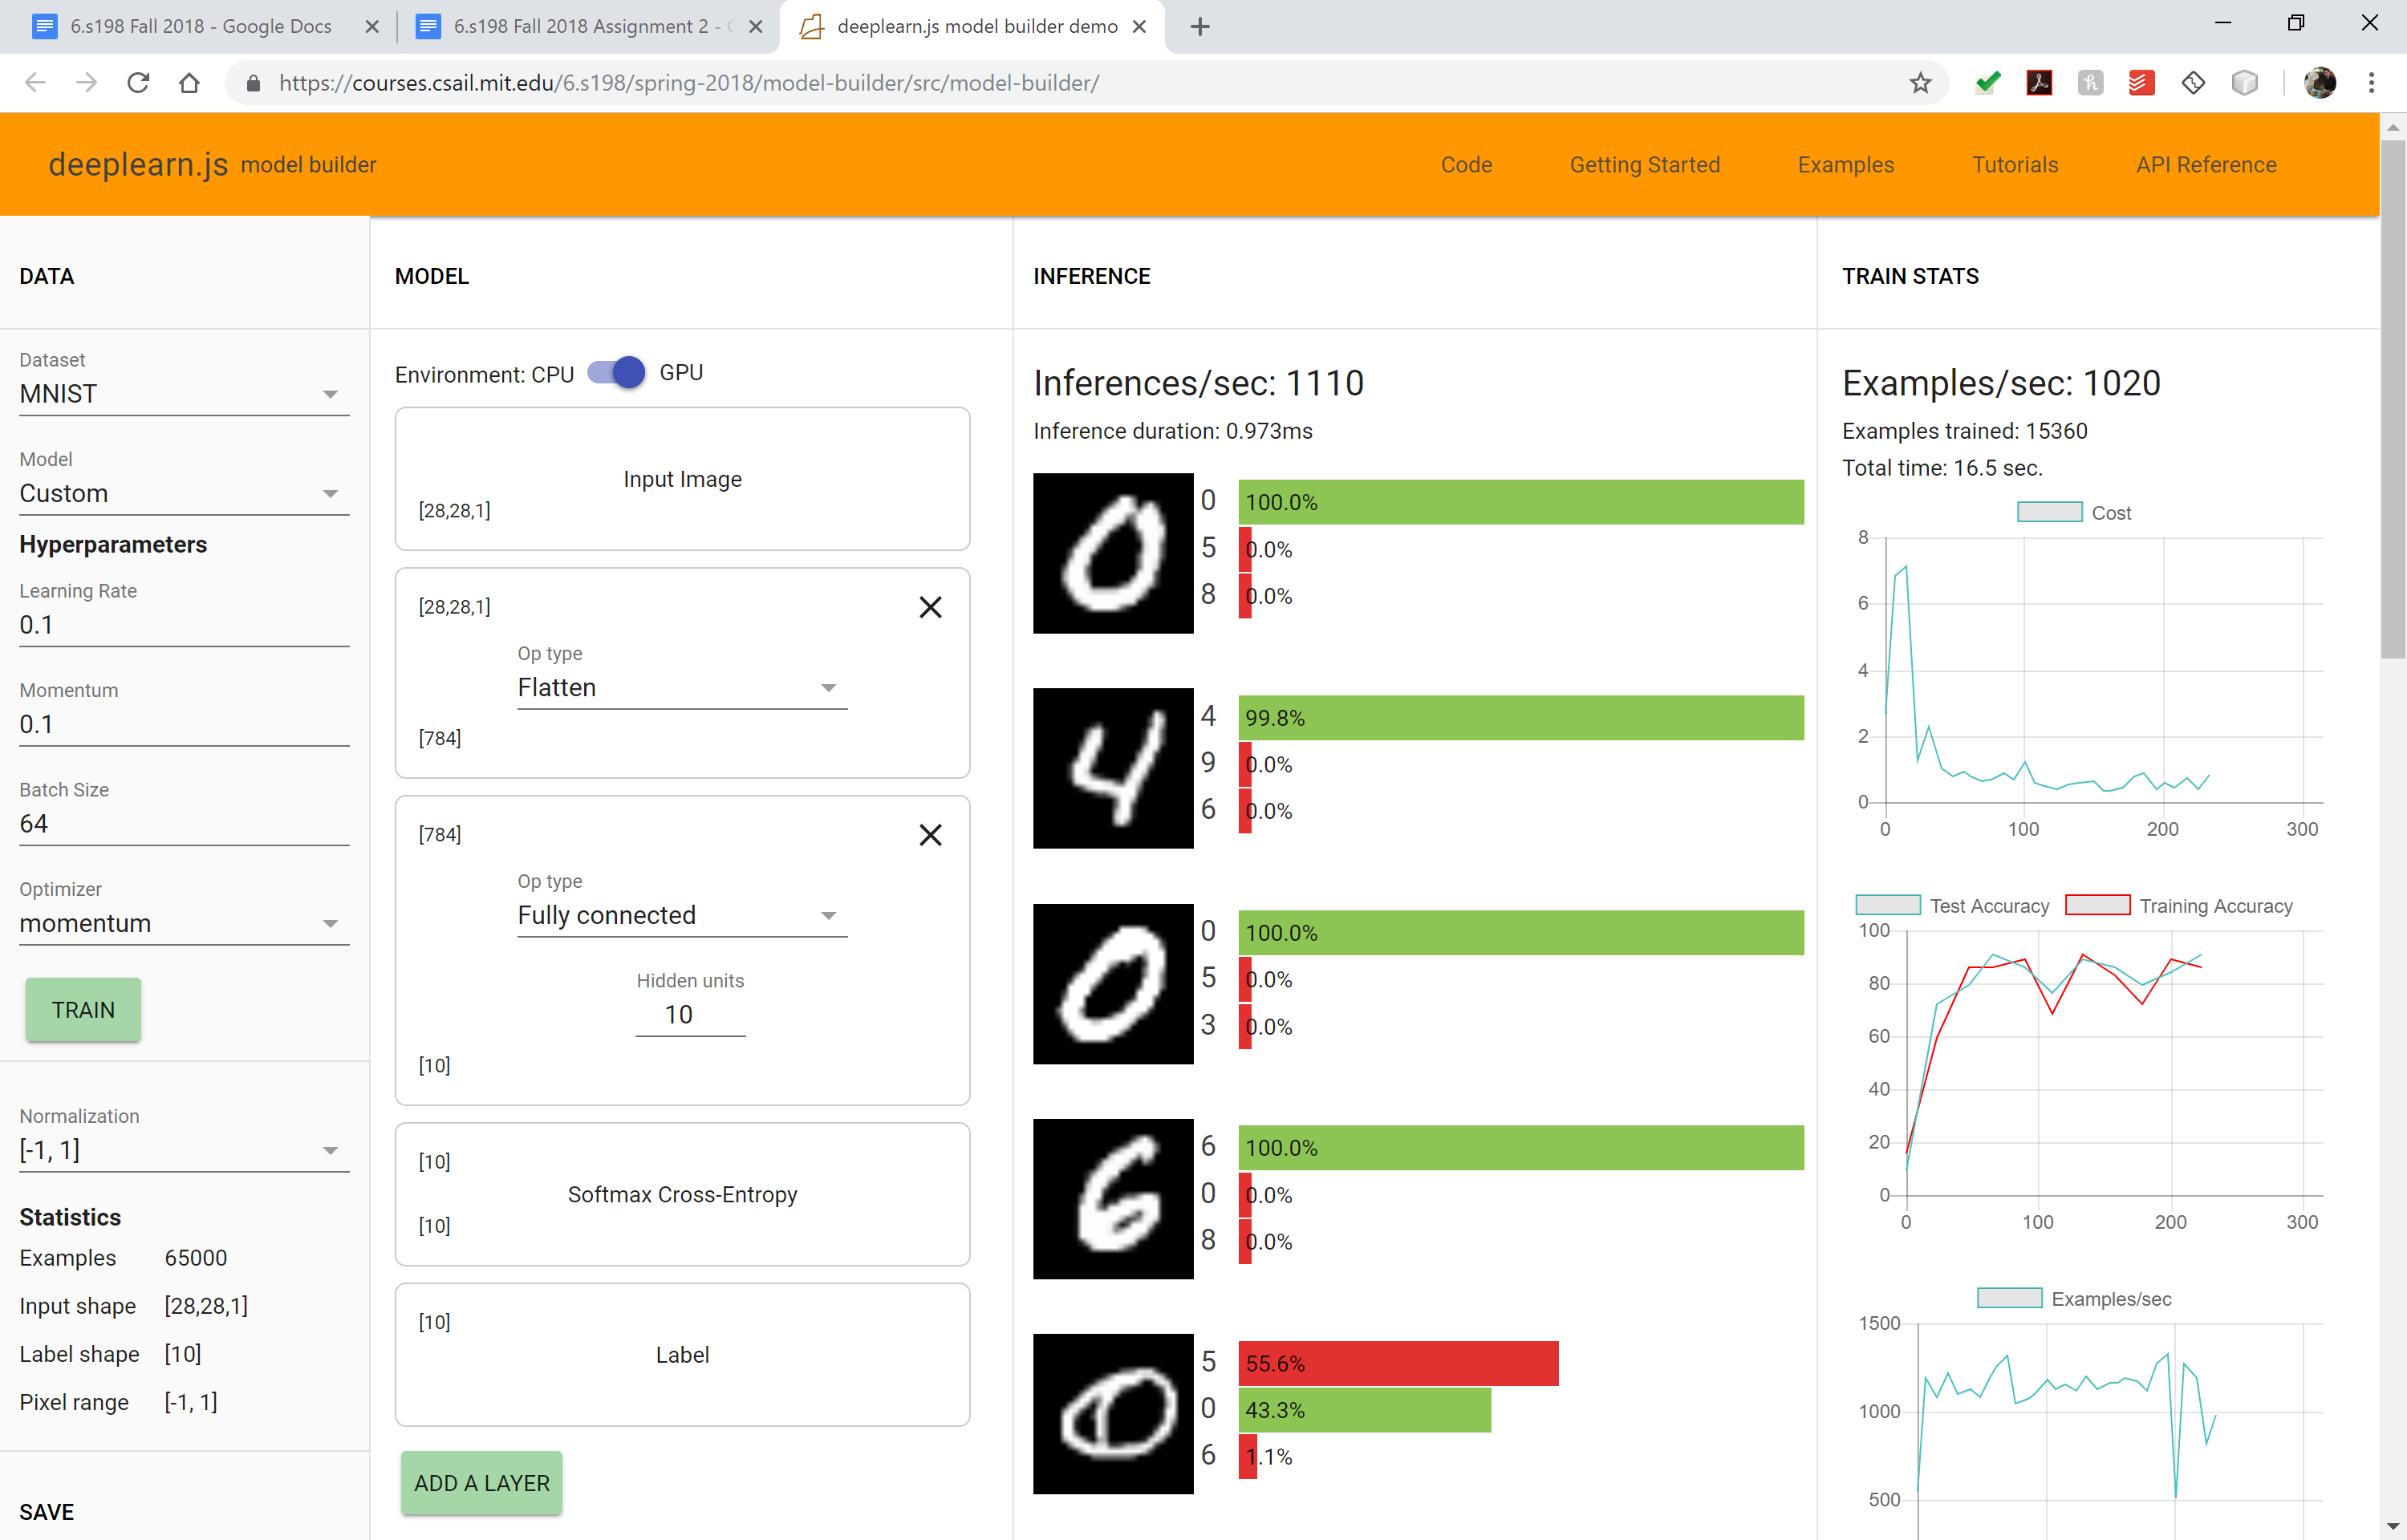 6.s198 Fall 2018 - Google Docs
6.s198 Fall 2018 Assignment 2 -
deeplearn.js model builder demo
https://courses.csail.mit.edu/6.s198/spring-2018/model-builder/src/model-builder/
deeplearn.js model builder
Code
Getting Started
Examples
Tutorials
API Reference
DATA
Dataset
MNIST
Model
Custom
Hyperparameters
Learning Rate
0.1
Momentum
0.1
Batch Size
64
Optimizer
momentum
TRAIN
Normalization
[-1, 1]
Statistics
Examples 65000
Input shape [28,28,1]
Label shape [10]
Pixel range [-1, 1]
SAVE
MODEL
Environment: CPU GPU
Input Image
[28,28,1]
[28,28,1]
Op type
Flatten
[784]
[784]
Op type
Fully connected
Hidden units
10
[10]
[10]
Softmax Cross-Entropy
[10]
[10]
Label
ADD A LAYER
INFERENCE
Inferences/sec: 1110
Inference duration: 0.973ms
0 100.0%
5 0.0%
8 0.0%
4 99.8%
9 0.0%
6 0.0%
0 100.0%
5 0.0%
3 0.0%
6 100.0%
0 0.0%
8 0.0%
5 55.6%
0 43.3%
6 1.1%
TRAIN STATS
Examples/sec: 1020
Examples trained: 15360
Total time: 16.5 sec.
Cost
8
6
4
2
0
0 100 200 300
Test Accuracy Training Accuracy
100
80
60
40
20
0
0 100 200 300
Examples/sec
1500
1000
500